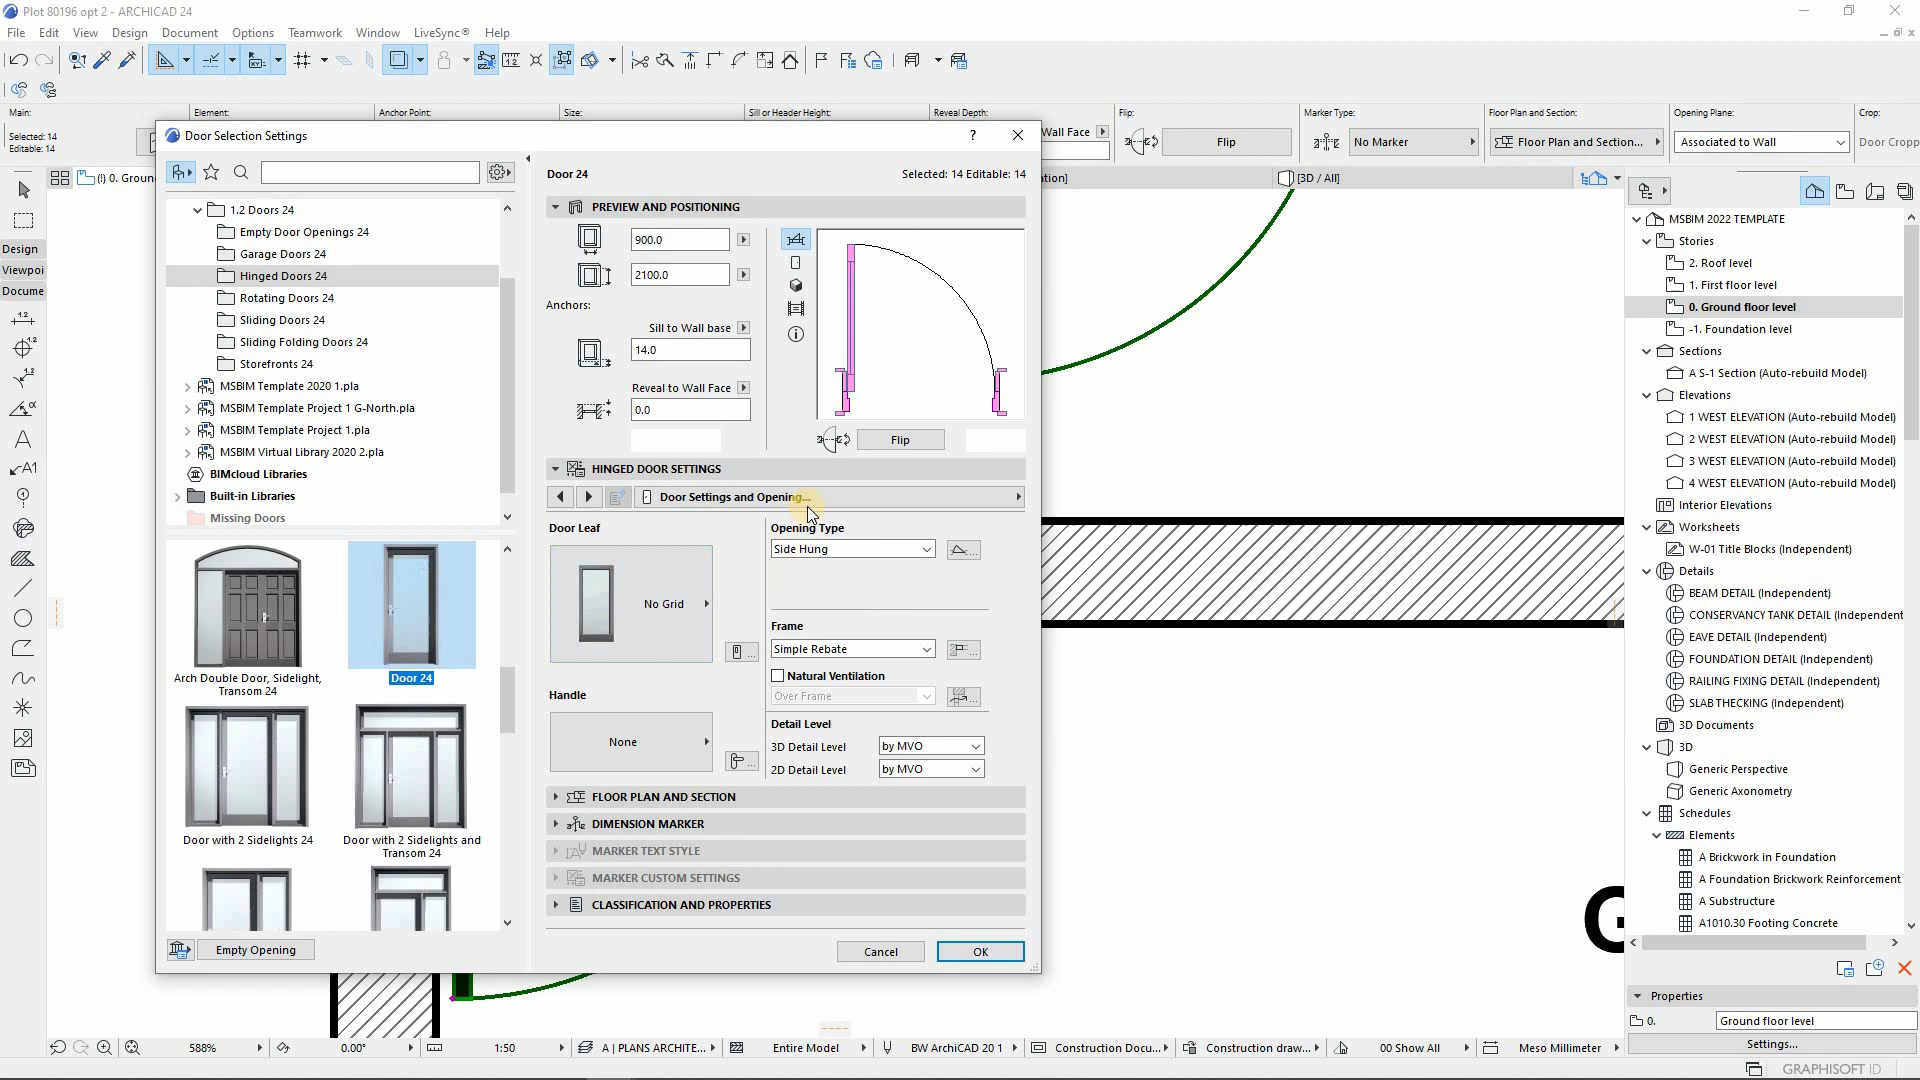 Plot 80196 opt 2 - ARCHICAD 24
File Edit View Design Document Options Teamwork Window LiveSync® Help
Main: Element: Anchor Point: Size: Sill or Header Height: Reveal Depth: Flip: Marker Type: Floor Plan and Section: Opening Plane: Crop:
Selected: 14
Editable: 14
Wall Face
Flip
No Marker
Floor Plan and Section...
Associated to Wall
Door Cropp
(!) 0. Groun
ation]
[3D / All]
Design
Viewpoi
Docume
Door Selection Settings
?
1.2 Doors 24
Empty Door Openings 24
Garage Doors 24
Hinged Doors 24
Rotating Doors 24
Sliding Doors 24
Sliding Folding Doors 24
Storefronts 24
MSBIM Template 2020 1.pla
MSBIM Template Project 1 G-North.pla
MSBIM Template Project 1.pla
MSBIM Virtual Library 2020 2.pla
BIMcloud Libraries
Built-in Libraries
Missing Doors
Arch Double Door, Sidelight,
Transom 24
Door 24
Door with 2 Sidelights 24
Door with 2 Sidelights and
Transom 24
Empty Opening
Door 24
Selected: 14 Editable: 14
PREVIEW AND POSITIONING
900.0
2100.0
Anchors:
Sill to Wall base
14.0
Reveal to Wall Face
0.0
Flip
HINGED DOOR SETTINGS
Door Settings and Opening...
Door Leaf
No Grid
Handle
None
Opening Type
Side Hung
Frame
Simple Rebate
Natural Ventilation
Over Frame
Detail Level
3D Detail Level by MVO
2D Detail Level by MVO
FLOOR PLAN AND SECTION
DIMENSION MARKER
MARKER TEXT STYLE
MARKER CUSTOM SETTINGS
CLASSIFICATION AND PROPERTIES
Cancel
OK
G
MSBIM 2022 TEMPLATE
Stories
2. Roof level
1. First floor level
0. Ground floor level
-1. Foundation level
Sections
A S-1 Section (Auto-rebuild Model)
Elevations
1 WEST ELEVATION (Auto-rebuild Model)
2 WEST ELEVATION (Auto-rebuild Model)
3 WEST ELEVATION (Auto-rebuild Model)
4 WEST ELEVATION (Auto-rebuild Model)
Interior Elevations
Worksheets
W-01 Title Blocks (Independent)
Details
BEAM DETAIL (Independent)
CONSERVANCY TANK DETAIL (Independent
EAVE DETAIL (Independent)
FOUNDATION DETAIL (Independent)
RAILING FIXING DETAIL (Independent)
SLAB THECKING (Independent)
3D Documents
3D
Generic Perspective
Generic Axonometry
Schedules
Elements
A Brickwork in Foundation
A Foundation Brickwork Reinforcement
A Substructure
A1010.30 Footing Concrete
Properties
0. Ground floor level
Settings...
588% 0.00° 1:50 A | PLANS ARCHITE... Entire Model BW ArchiCAD 20 1 Construction Docu... Construction draw... 00 Show All Meso Millimeter
GRAPHISOFT ID